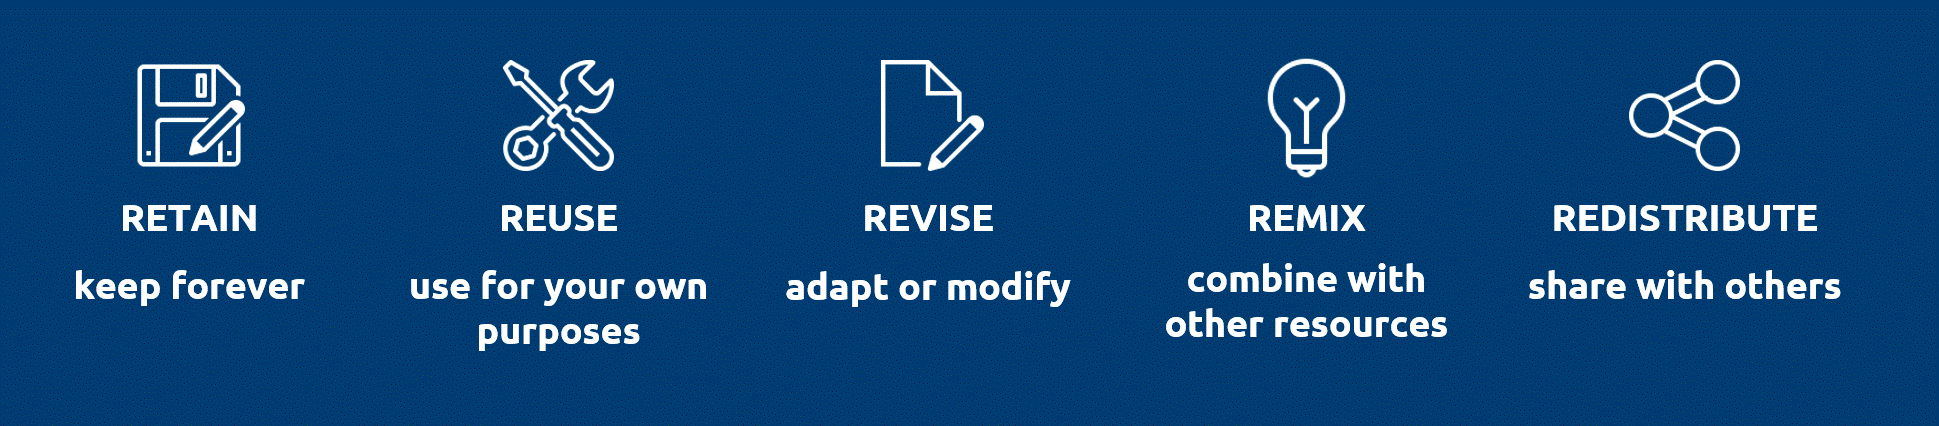 RETAIN
keep forever
REUSE
use for your own
purposes
REVISE
adapt or modify
REMIX
combine with
other resources
REDISTRIBUTE
share with others